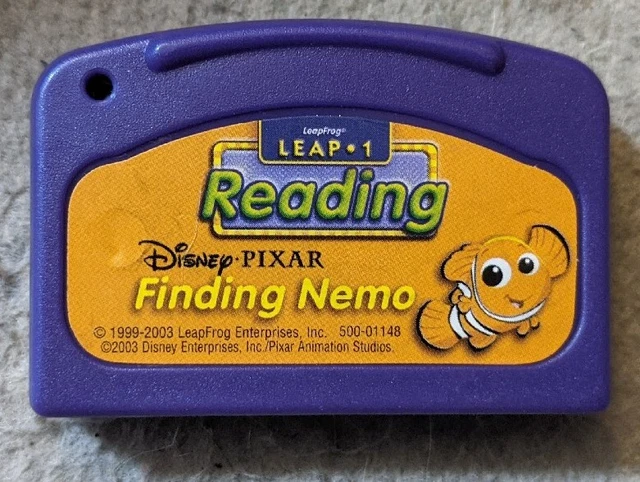 LeapFrog®
LEAP•1
Reading
Disney•PIXAR
Finding Nemo
© 1999-2003 LeapFrog Enterprises, Inc. 500-01148
©2003 Disney Enterprises, Inc./Pixar Animation Studios.